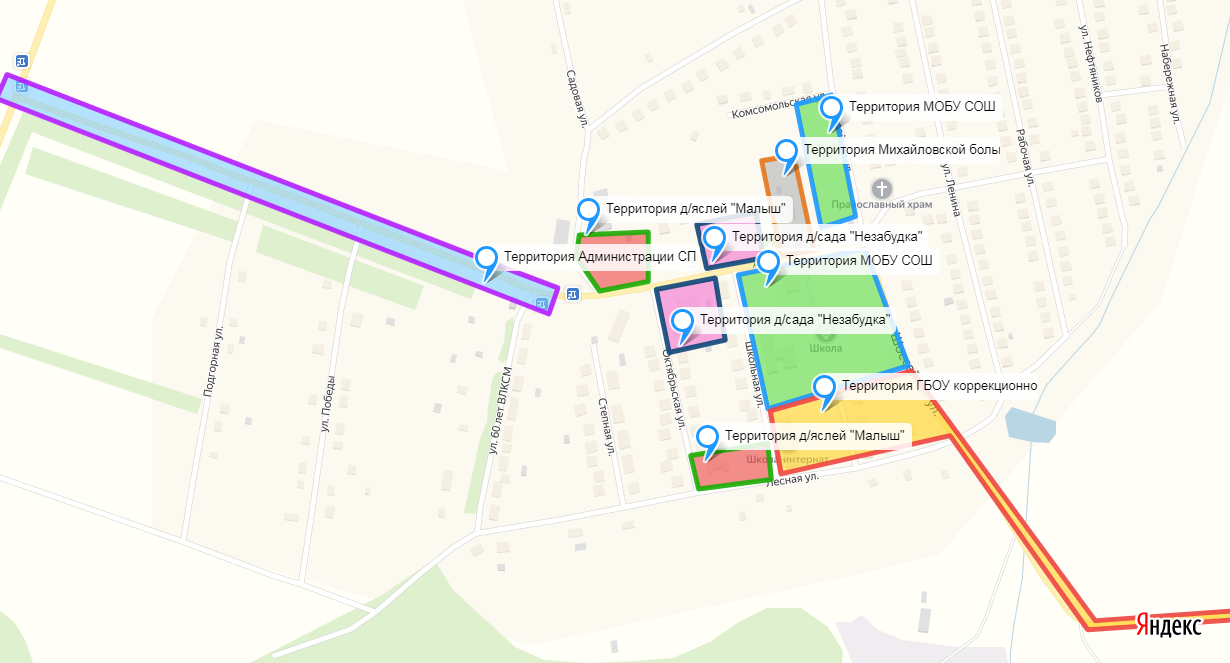 Садовая ул.
Комсомольская ул.
ул. Нефтяников
Набережная ул.
Территория МОБУ СОШ
Территория Михайловской болы
Рабочая ул.
ул. Ленина
Православный храм
Территория д/яслей "Малыш"
Территория д/сада "Незабудка"
Территория Администрации СП
Территория МОБУ СОШ
Территория д/сада "Незабудка"
Школа
Подгорная ул.
ул. Победы
ул. 60 лет ВЛКСМ
Степная ул.
Октябрьская ул.
Школьная ул.
Территория ГБОУ коррекционно
Территория д/яслей "Малыш"
Школа-интернат
Лесная ул.
Яндекс